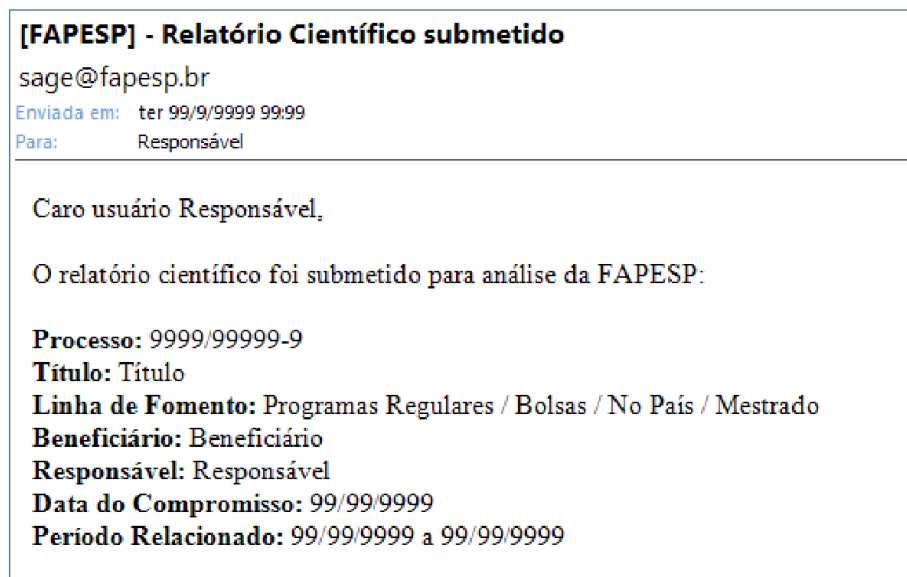 [FAPESP] - Relatório Científico submetido
sage@fapesp.br
Enviada em: ter 99/9/9999 99:99
Para: Responsável
Caro usuário Responsável,
O relatório científico foi submetido para análise da FAPESP:
Processo: 9999/99999-9
Título: Título
Linha de Fomento: Programas Regulares / Bolsas / No País / Mestrado
Beneficiário: Beneficiário
Responsável: Responsável
Data do Compromisso: 99/99/9999
Período Relacionado: 99/99/9999 a 99/99/9999